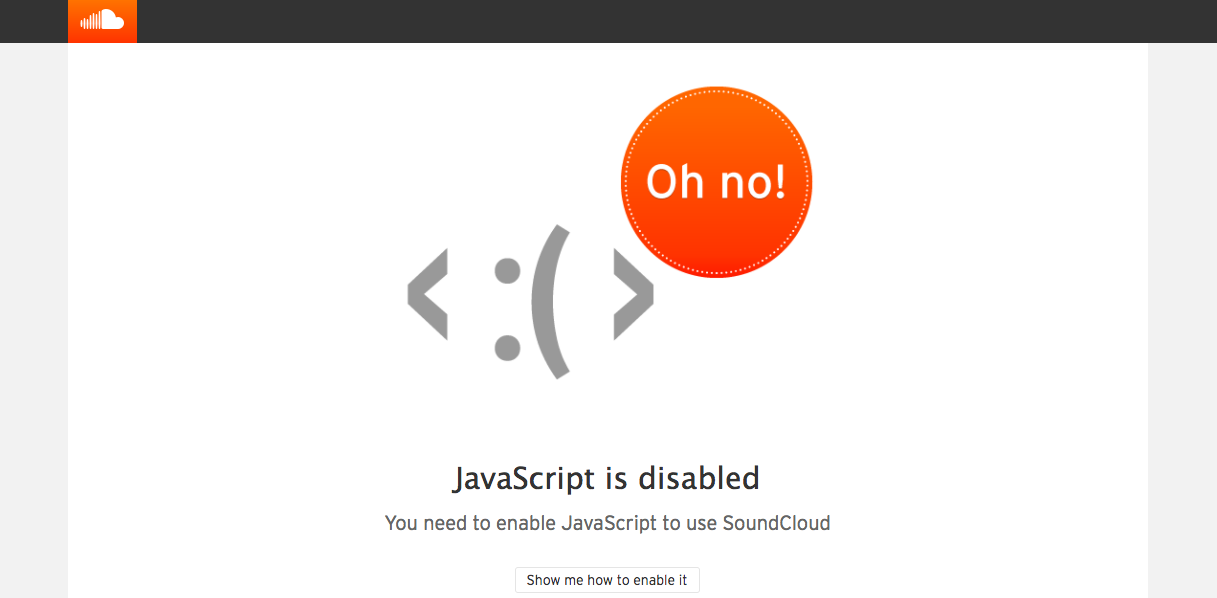 Oh no!
< :( >
JavaScript is disabled
You need to enable JavaScript to use SoundCloud
Show me how to enable it